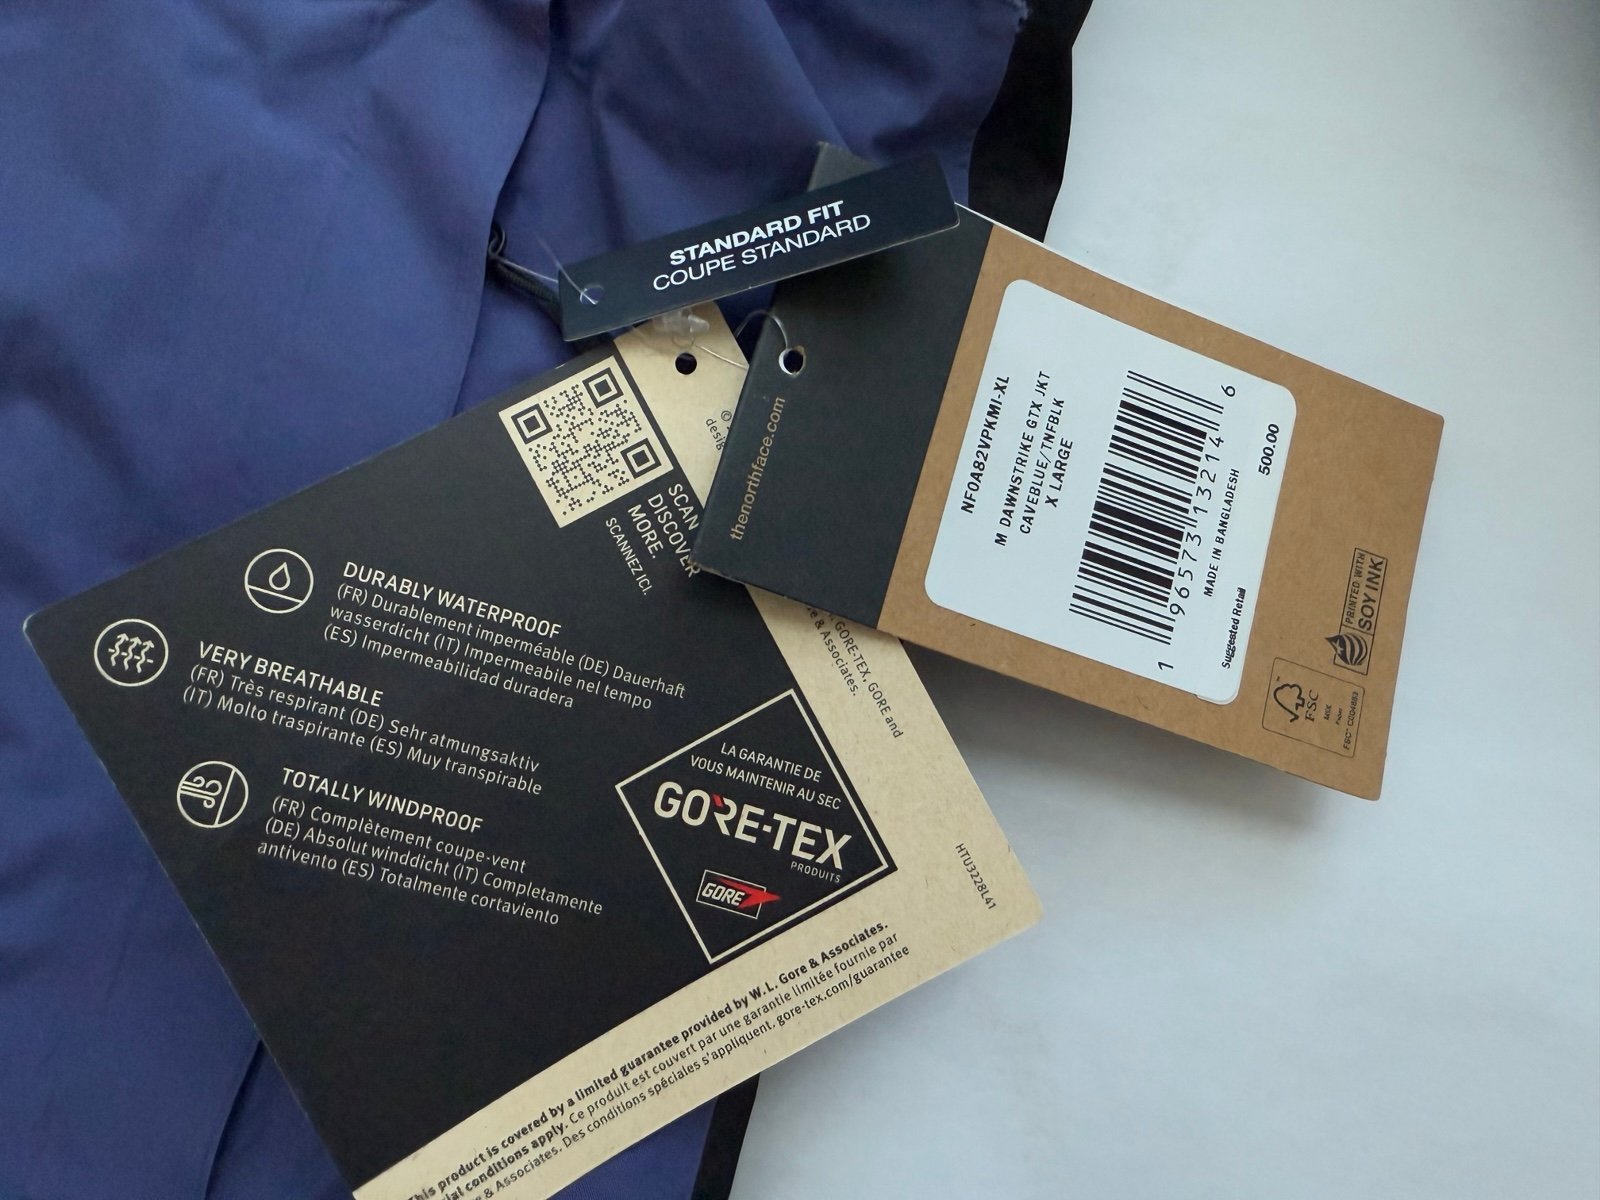 STANDARD FIT
COUPE STANDARD
thenorthface.com
NF0A82VPKMI-XL
M DAWNSTRIKE GTX JKT
CAVEBLUE/TNFBLK
X LARGE
1 96573 13214 6
MADE IN BANGLADESH
Suggested Retail 500.00
PRINTED WITH
SOY INK
FSC
MIX
Paper
SCAN
DISCOVER
MORE.
SCANNEZ ICI.
DURABLY WATERPROOF
(FR) Durablement imperméable (DE) Dauerhaft
wasserdicht (IT) Impermeabile nel tempo
(ES) Impermeabilidad duradera
VERY BREATHABLE
(FR) Très respirant (DE) Sehr atmungsaktiv
(IT) Molto traspirante (ES) Muy transpirable
TOTALLY WINDPROOF
(FR) Complètement coupe-vent
(DE) Absolut winddicht (IT) Completamente
antivento (ES) Totalmente cortaviento
LA GARANTIE DE
VOUS MAINTENIR AU SEC
GORE-TEX
PRODUITS
GORE
GORE-TEX, GORE and
& Associates.
HTU3228L41
This product is covered by a limited guarantee provided by W.L. Gore & Associates.
conditions apply. Ce produit est couvert par une garantie limitée fournie par
& Associates. Des conditions spéciales s'appliquent. gore-tex.com/guarantee